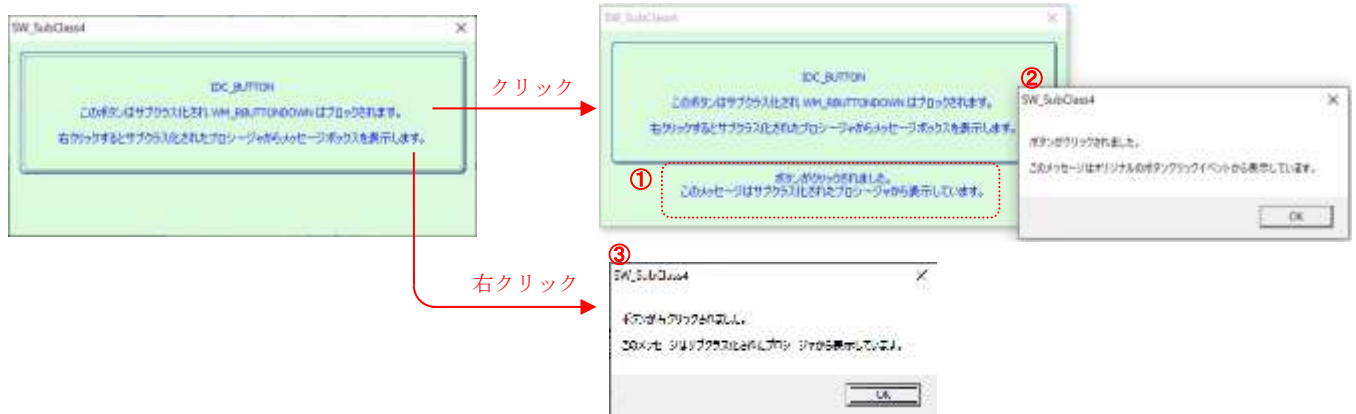 SW_SubClass4
IDC_BUTTON
このボタンはサブクラス化され WM_RBUTTONDOWN はブロックされます。
右クリックするとサブクラス化されたプロシージャからメッセージボックスを表示します。
クリック
右クリック
SW_SubClass4
IDC_BUTTON
このボタンはサブクラス化され WM_RBUTTONDOWN はブロックされます。
右クリックするとサブクラス化されたプロシージャからメッセージボックスを表示します。
①
ボタンがクリックされました。
このメッセージはサブクラス化されたプロシージャから表示しています。
②
SW_SubClass4
ボタンがクリックされました。
このメッセージはオリジナルのボタンクリックイベントから表示しています。
OK
③
SW_SubClass4
ボタンが右クリックされました。
このメッセージはサブクラス化されたプロシージャから表示しています。
OK